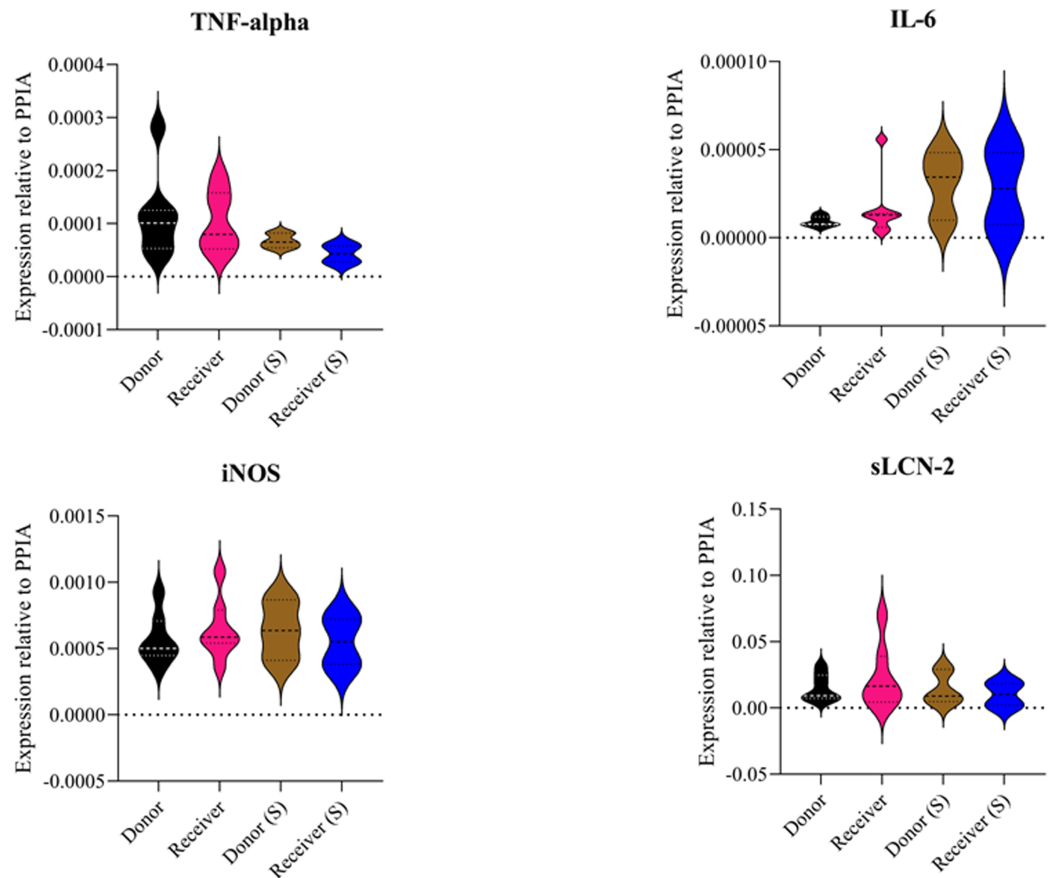 TNF-alpha
Expression relative to PPIA
0.0004
0.0003
0.0002
0.0001
0.0000
-0.0001
Donor
Receiver
Donor (S)
Receiver (S)
IL-6
Expression relative to PPIA
0.00010
0.00005
0.00000
-0.00005
Donor
Receiver
Donor (S)
Receiver (S)
iNOS
Expression relative to PPIA
0.0015
0.0010
0.0005
0.0000
-0.0005
Donor
Receiver
Donor (S)
Receiver (S)
sLCN-2
Expression relative to PPIA
0.15
0.10
0.05
0.00
-0.05
Donor
Receiver
Donor (S)
Receiver (S)